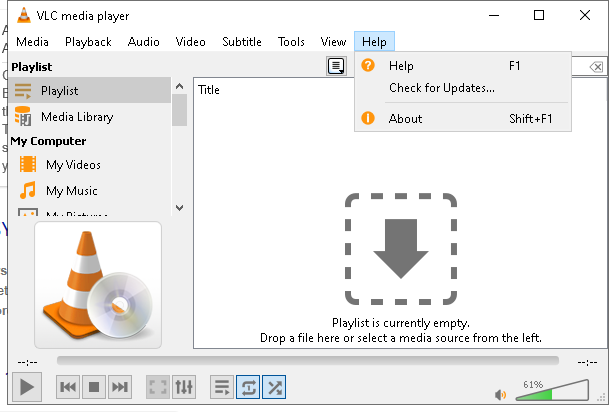 VLC media player
Media Playback Audio Video Subtitle Tools View Help
Playlist
Playlist
Media Library
My Computer
My Videos
My Music
My Pictures
Title
Help F1
Check for Updates...
About Shift+F1
Playlist is currently empty.
Drop a file here or select a media source from the left.
--:-- --:--
61%